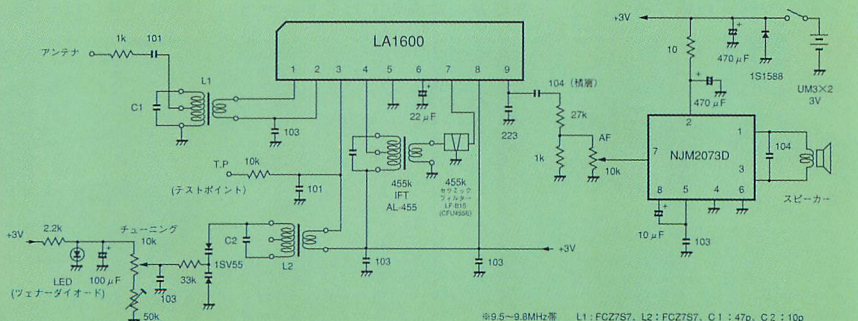 LA1600
1 2 3 4 5 6 7 8 9
アンテナ
1k
101
L1
C1
103
T.P
(テストポイント)
10k
101
22μF
455k
IFT
AL-455
455k
セラミック
フィルター
LF-B15
104 (積層)
223
27k
1k
AF
10k
+3V
10
470μF
1S1588
470μF
UM3×2
3V
NJM2073D
2
1
7
3
8
5
4
6
104
スピーカー
10μF
103
+3V
2.2k
LED
(ツェナーダイオード)
100μF
チューニング
10k
50k
103
33k
1SV55
C2
L2
103
103
+3V
※9.5~9.8MHz帯 L1:FCZ7S7, L2:FCZ7S7, C1:47p, C2:10p